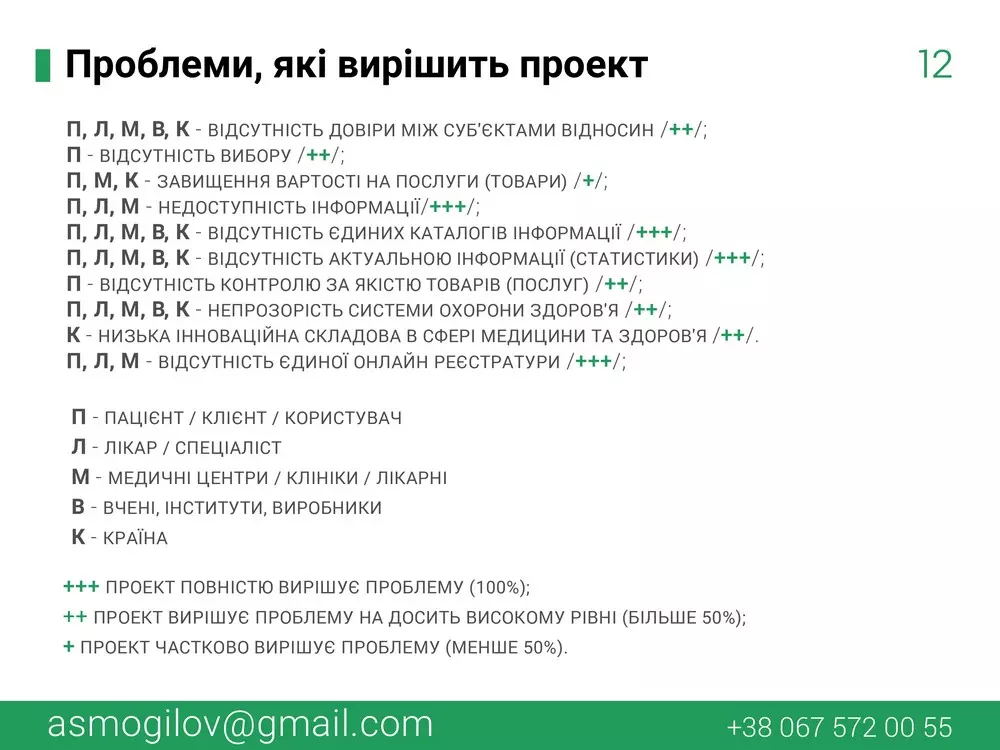 Проблеми, які вирішить проект
12
П, Л, М, В, К - ВІДСУТНІСТЬ ДОВІРИ МІЖ СУБ'ЄКТАМИ ВІДНОСИН /++/;
П - ВІДСУТНІСТЬ ВИБОРУ /++/;
П, М, К - ЗАВИЩЕННЯ ВАРТОСТІ НА ПОСЛУГИ (ТОВАРИ) /+/;
П, Л, М - НЕДОСТУПНІСТЬ ІНФОРМАЦІЇ/+++/;
П, Л, М, В, К - ВІДСУТНІСТЬ ЄДИНИХ КАТАЛОГІВ ІНФОРМАЦІЇ /+++/;
П, Л, М, В, К - ВІДСУТНІСТЬ АКТУАЛЬНОЮ ІНФОРМАЦІЇ (СТАТИСТИКИ) /+++/;
П - ВІДСУТНІСТЬ КОНТРОЛЮ ЗА ЯКІСТЮ ТОВАРІВ (ПОСЛУГ) /++/;
П, Л, М, В, К - НЕПРОЗОРІСТЬ СИСТЕМИ ОХОРОНИ ЗДОРОВ'Я /++/;
К - НИЗЬКА ІННОВАЦІЙНА СКЛАДОВА В СФЕРІ МЕДИЦИНИ ТА ЗДОРОВ'Я /++/.
П, Л, М - ВІДСУТНІСТЬ ЄДИНОЇ ОНЛАЙН РЕЄСТРАТУРИ /+++/;
П - ПАЦІЄНТ / КЛІЄНТ / КОРИСТУВАЧ
Л - ЛІКАР / СПЕЦІАЛІСТ
М - МЕДИЧНІ ЦЕНТРИ / КЛІНІКИ / ЛІКАРНІ
В - ВЧЕНІ, ІНСТИТУТИ, ВИРОБНИКИ
К - КРАЇНА
+++ ПРОЕКТ ПОВНІСТЮ ВИРІШУЄ ПРОБЛЕМУ (100%);
++ ПРОЕКТ ВИРІШУЄ ПРОБЛЕМУ НА ДОСИТЬ ВИСОКОМУ РІВНІ (БІЛЬШЕ 50%);
+ ПРОЕКТ ЧАСТКОВО ВИРІШУЄ ПРОБЛЕМУ (МЕНШЕ 50%).
asmogilov@gmail.com
+38 067 572 00 55